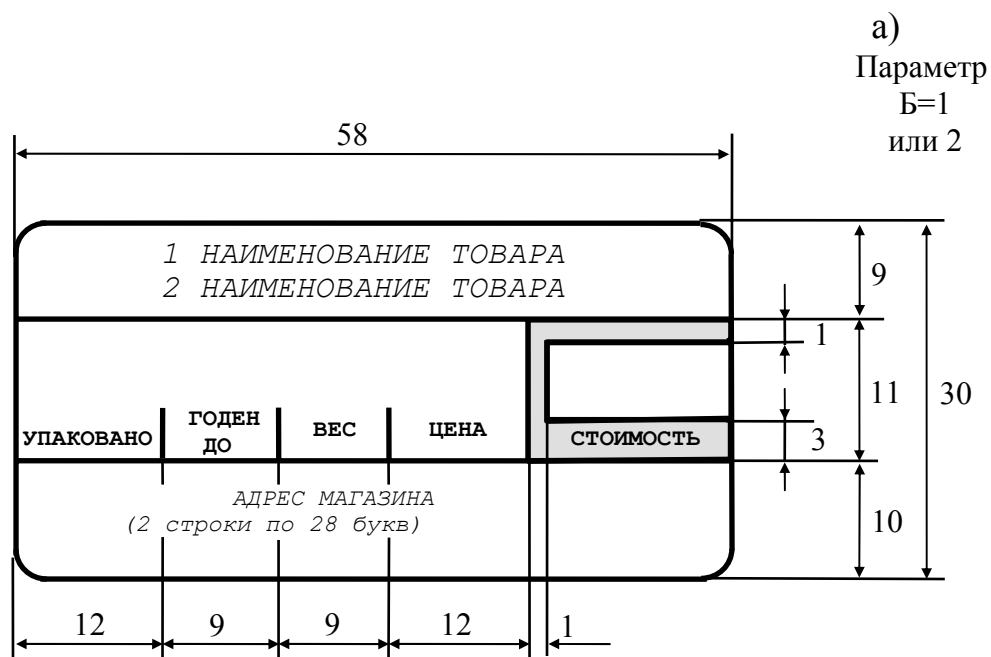 а)
Параметр
Б=1
или 2
58
1 НАИМЕНОВАНИЕ ТОВАРА
2 НАИМЕНОВАНИЕ ТОВАРА
9
1
11
30
УПАКОВАНО
ГОДЕН
ДО
ВЕС
ЦЕНА
СТОИМОСТЬ
3
АДРЕС МАГАЗИНА
(2 строки по 28 букв)
10
12
9
9
12
1